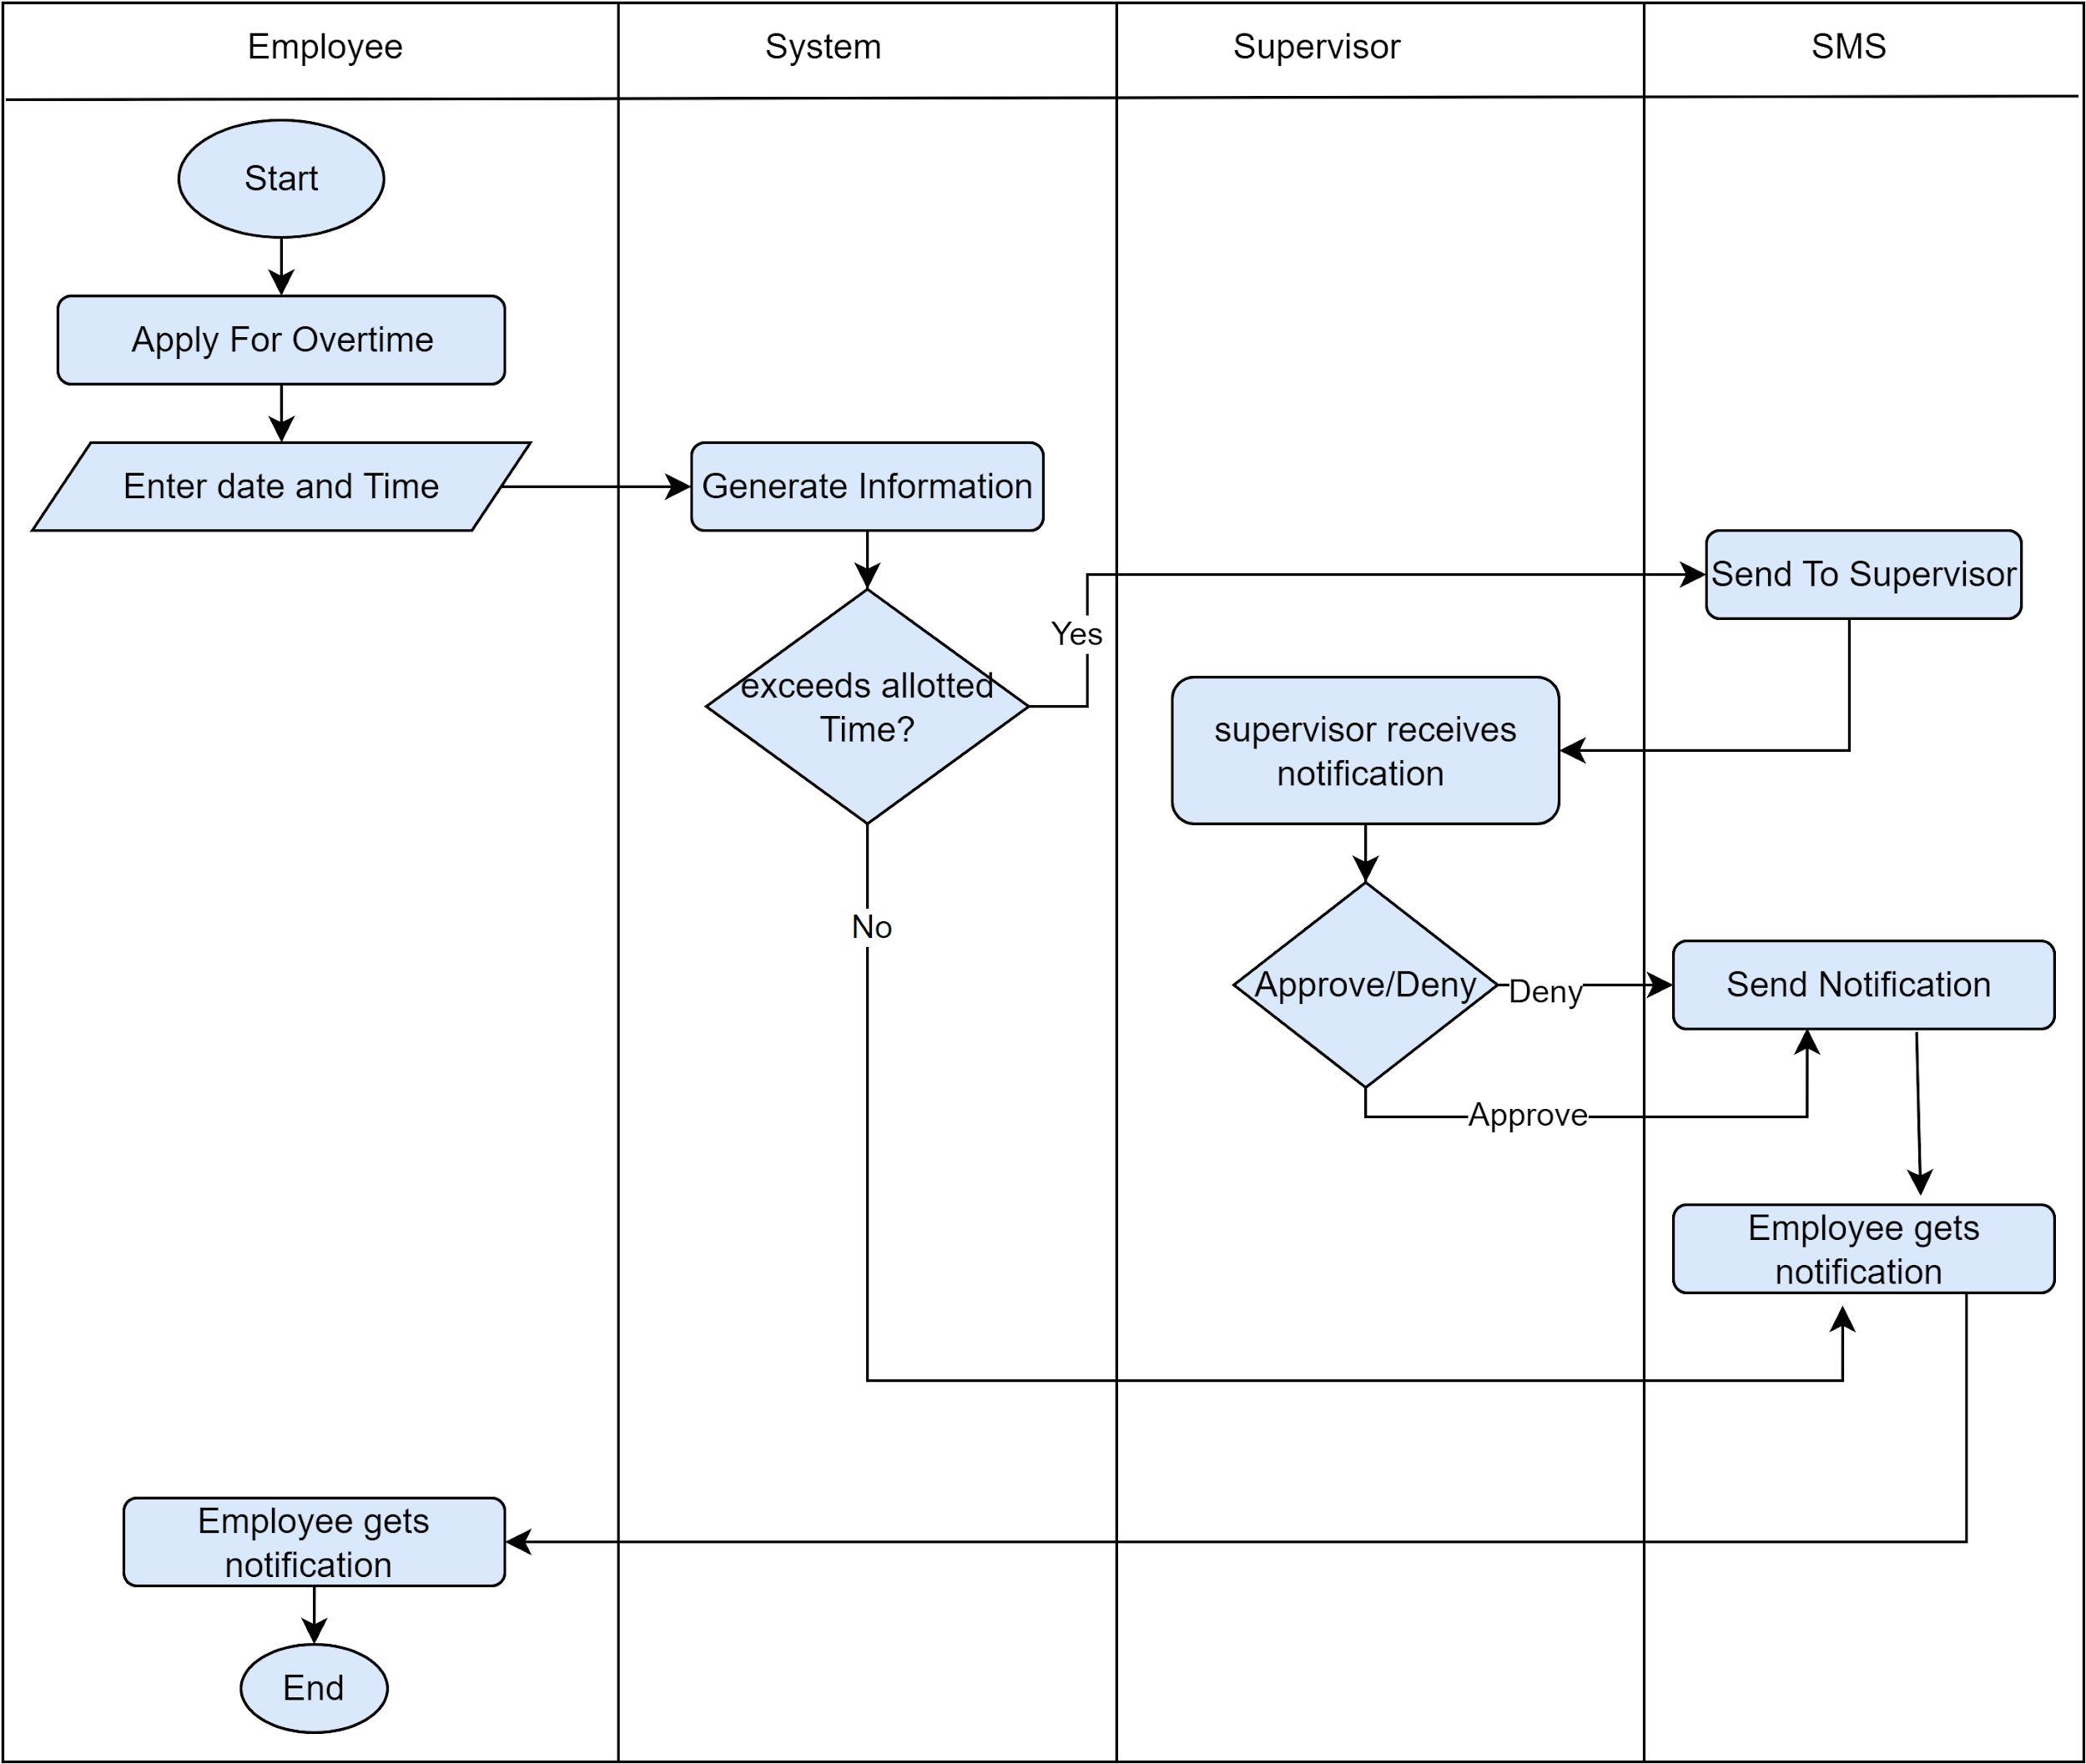 Employee
System
Supervisor
SMS
Start
Apply For Overtime
Enter date and Time
Generate Information
Send To Supervisor
Yes
exceeds allotted
Time?
supervisor receives
notification
No
Approve/Deny
Deny
Send Notification
Approve
Employee gets
notification
Employee gets
notification
End